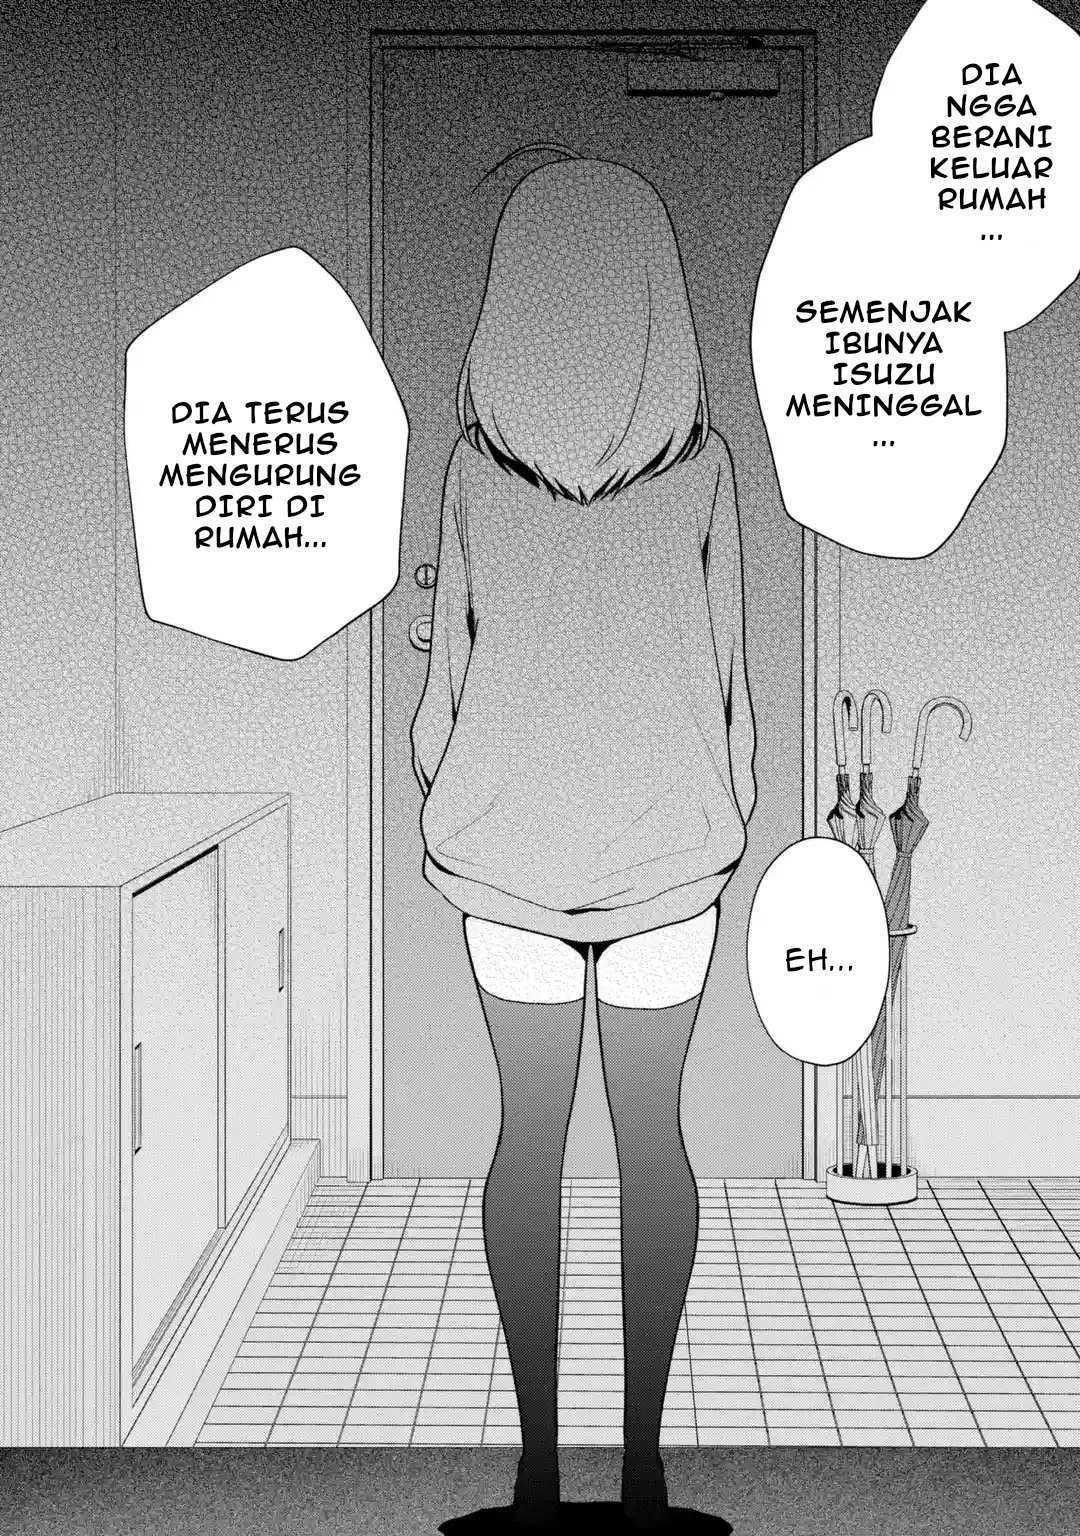 DIA
NGGA
BERANI
KELUAR
RUMAH
...
SEMENJAK
IBUNYA
ISUZU
MENINGGAL
...
DIA TERUS
MENERUS
MENGURUNG
DIRI DI
RUMAH...
EH...